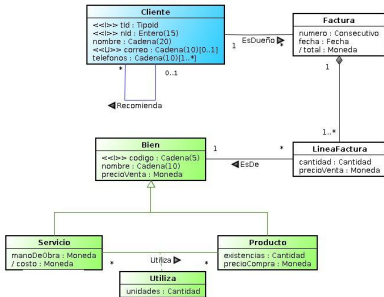 Cliente
<<I>> tId : TipoId
<<I>> nId : Entero(15)
nombre : Cadena(20)
<<U>> correo : Cadena(10)[0..1]
telefonos : Cadena(10)[1..*]
EsDueño
1
*
Factura
numero : Consecutivo
fecha : Fecha
/ total : Moneda
*
0..1
Recomienda
1..*
Bien
<<I>> codigo : Cadena(5)
nombre : Cadena(10)
precioVenta : Moneda
1
*
EsDe
LineaFactura
cantidad : Cantidad
precioVenta : Moneda
Servicio
manoDeObra : Moneda
/ costo : Moneda
*
Utiliza
*
Producto
existencias : Cantidad
precioCompra : Moneda
Utiliza
unidades : Cantidad